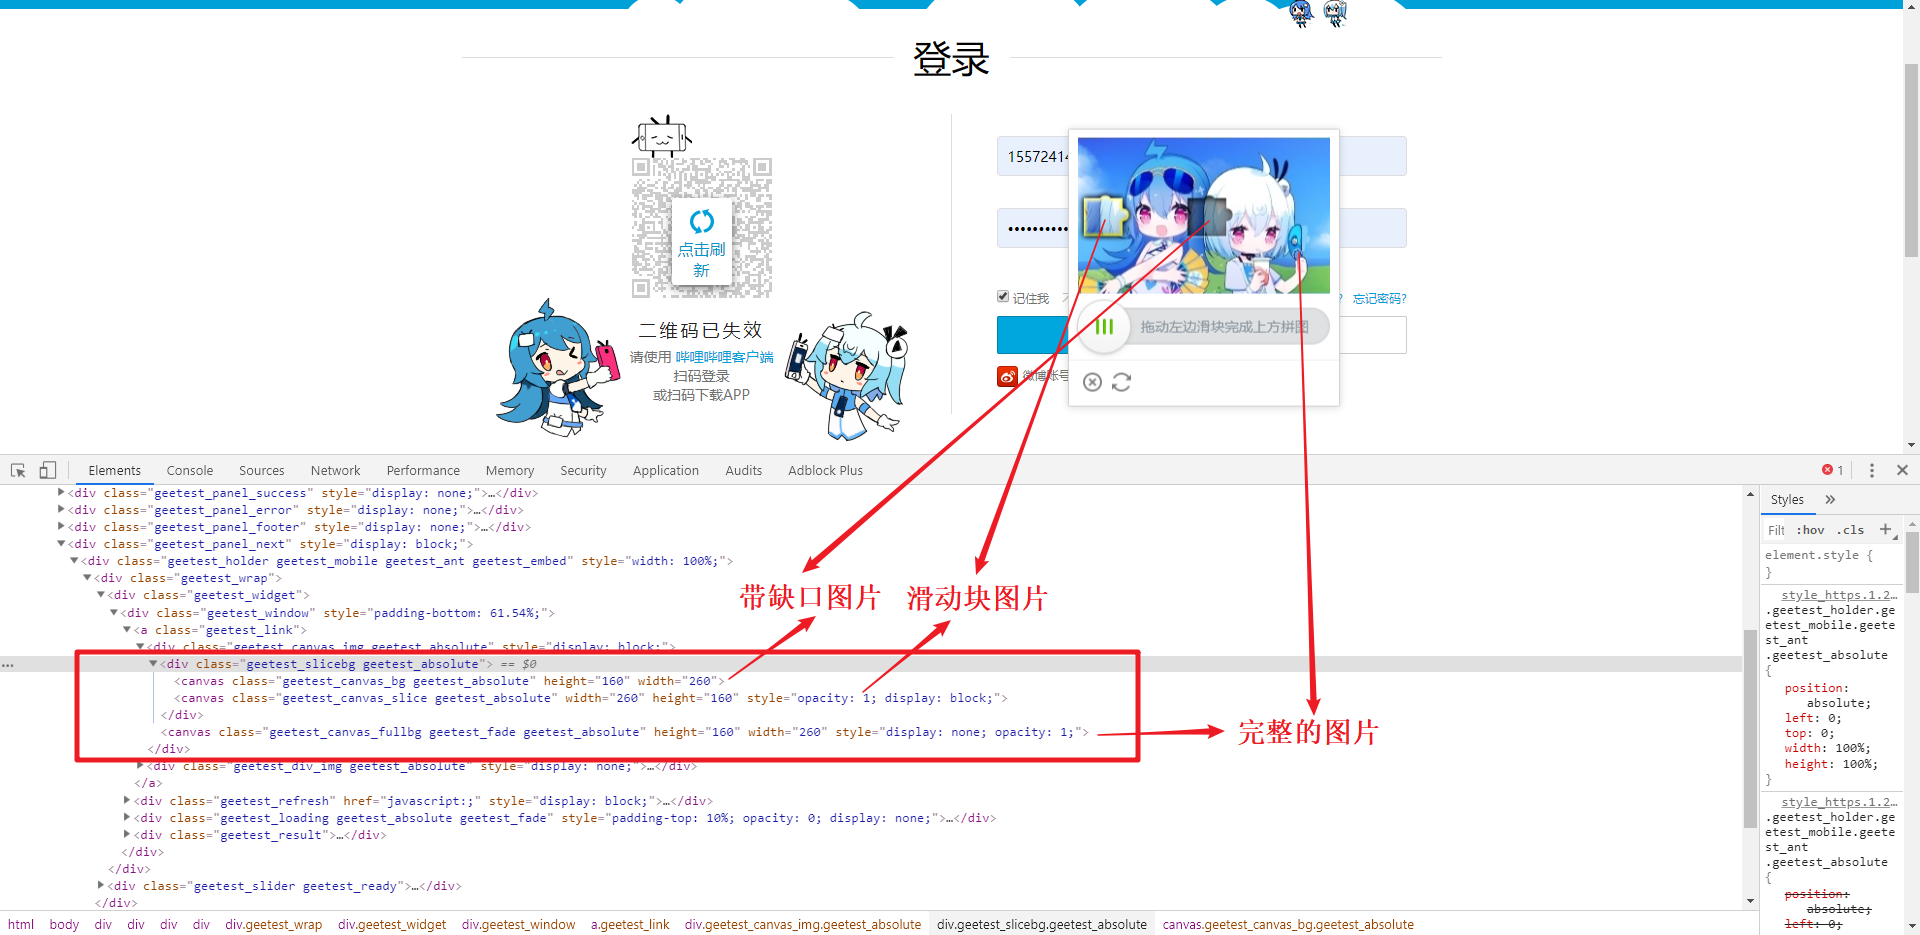 登录
1557241
••••••••••
点击刷
新
二维码已失效
请使用 哔哩哔哩客户端
扫码登录
或扫码下载APP
记住我
? 忘记密码?
微博账号
拖动左边滑块完成上方拼图
Elements Console Sources Network Performance Memory Security Application Audits Adblock Plus 1
<div class="geetest_panel_success" style="display: none;">…</div>
<div class="geetest_panel_error" style="display: none;">…</div>
<div class="geetest_panel_footer" style="display: none;">…</div>
<div class="geetest_panel_next" style="display: block;">
<div class="geetest_holder geetest_mobile geetest_ant geetest_embed" style="width: 100%;">
<div class="geetest_wrap">
<div class="geetest_widget">
<div class="geetest_window" style="padding-bottom: 61.54%;">
<a class="geetest_link">
<div class="geetest_canvas_img geetest_absolute" style="display: block;">
<div class="geetest_slicebg geetest_absolute"> == $0
<canvas class="geetest_canvas_bg geetest_absolute" height="160" width="260">
<canvas class="geetest_canvas_slice geetest_absolute" width="260" height="160" style="opacity: 1; display: block;">
</div>
<canvas class="geetest_canvas_fullbg geetest_fade geetest_absolute" height="160" width="260" style="display: none; opacity: 1;">
</div>
<div class="geetest_div_img geetest_absolute" style="display: none;">…</div>
</a>
<div class="geetest_refresh" href="javascript:;" style="display: block;">…</div>
<div class="geetest_loading geetest_absolute geetest_fade" style="padding-top: 10%; opacity: 0; display: none;">…</div>
<div class="geetest_result">…</div>
</div>
</div>
<div class="geetest_slider geetest_ready">…</div>
</div>
带缺口图片 滑动块图片
完整的图片
html body div div div div div.geetest_wrap div.geetest_widget div.geetest_window a.geetest_link div.geetest_canvas_img.geetest_absolute div.geetest_slicebg.geetest_absolute canvas.geetest_canvas_bg.geetest_absolute
Styles »
Filt :hov .cls +
element.style {
}
style_https.1.2…
.geetest_holder.ge
etest_mobile.geete
st_ant
.geetest_absolute
{
position:
absolute;
left: 0;
top: 0;
width: 100%;
height: 100%;
}
style_https.1.2…
.geetest_holder.ge
etest_mobile.geete
st_ant
.geetest_absolute
{
position:
absolute;
left: 0;